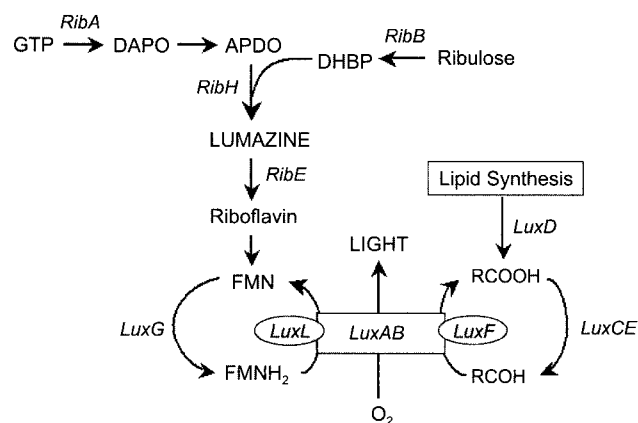 RibA
GTP DAPO APDO
RibB
DHBP Ribulose
RibH
LUMAZINE
RibE
Riboflavin
Lipid Synthesis
LuxD
LIGHT
FMN
RCOOH
LuxG
LuxL LuxAB LuxF
LuxCE
FMNH₂
RCOH
O₂